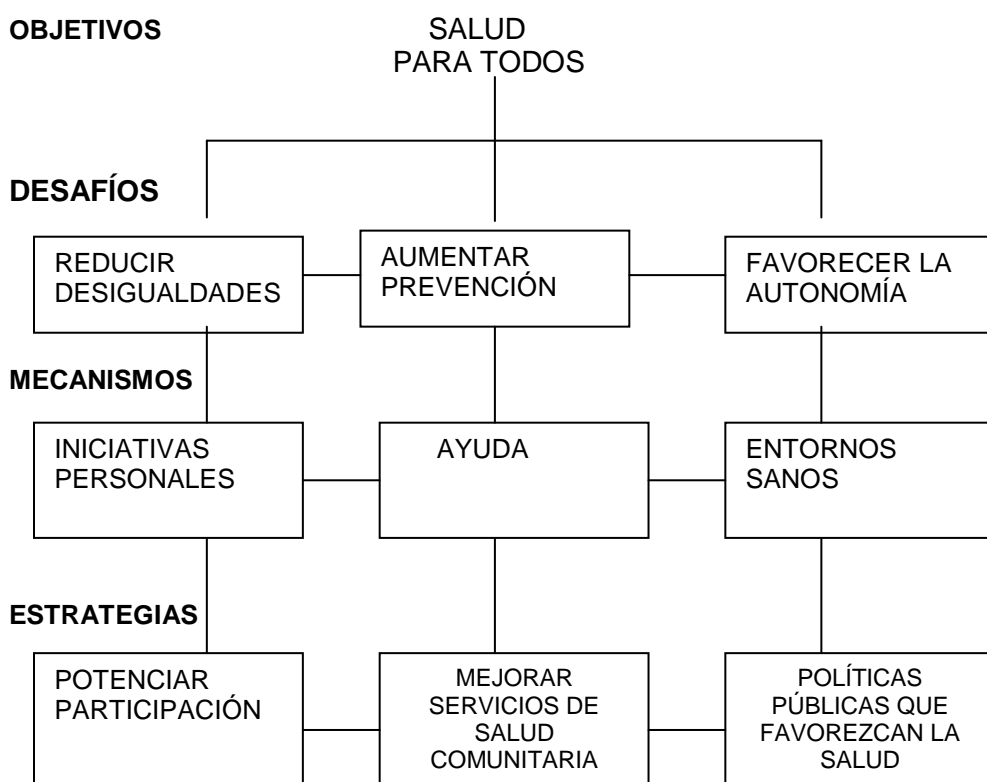 OBJETIVOS
SALUD
PARA TODOS
DESAFÍOS
REDUCIR
DESIGUALDADES
AUMENTAR
PREVENCIÓN
FAVORECER LA
AUTONOMÍA
MECANISMOS
INICIATIVAS
PERSONALES
AYUDA
ENTORNOS
SANOS
ESTRATEGIAS
POTENCIAR
PARTICIPACIÓN
MEJORAR
SERVICIOS DE
SALUD
COMUNITARIA
POLÍTICAS
PÚBLICAS QUE
FAVOREZCAN LA
SALUD